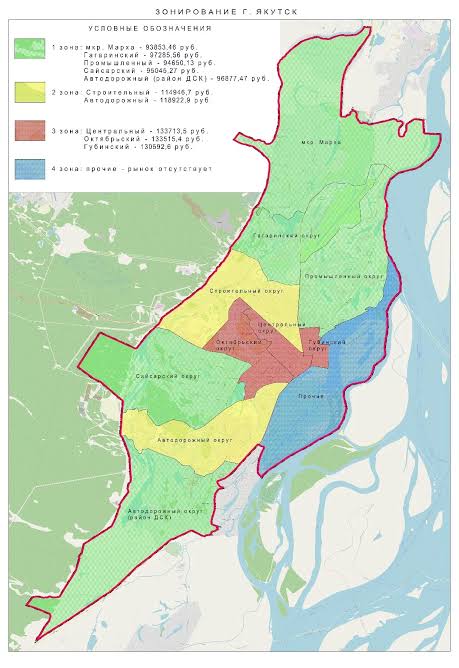 ЗОНИРОВАНИЕ Г. ЯКУТСК
УСЛОВНЫЕ ОБОЗНАЧЕНИЯ
1 зона: мкр. Марха - 93853,46 руб.
Гагаринский - 97285,56 руб.
Промышленный - 94650,13 руб.
Сайсарский - 95046,27 руб.
Автодорожный (район ДСК) - 96877,47 руб.
2 зона: Строительный - 114946,7 руб.
Автодорожный - 118922,9 руб.
3 зона: Центральный - 133713,5 руб.
Октябрьский - 133515,4 руб.
Губинский - 130592,6 руб.
4 зона: прочие - рынок отсутствует
мкр. Марха
Гагаринский округ
Промышленный округ
Строительный округ
Центральный
округ
Октябрьский
округ
Губинский
округ
Сайсарский округ
Прочие
Автодорожный округ
Автодорожный округ
(район ДСК)